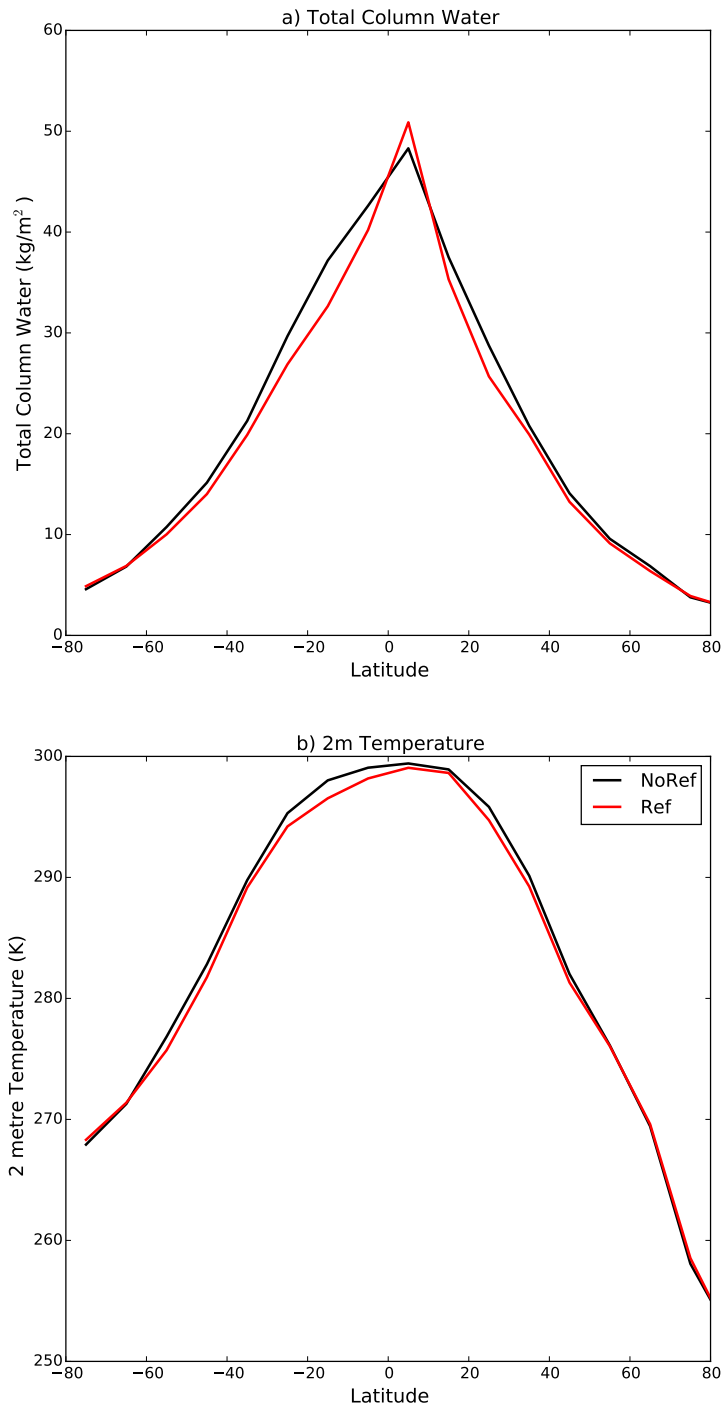 a) Total Column Water
60
50
40
30
20
10
0
Total Column Water (kg/m²)
−80 −60 −40 −20 0 20 40 60 80
Latitude
b) 2m Temperature
300
290
280
270
260
250
2 metre Temperature (K)
NoRef
Ref
−80 −60 −40 −20 0 20 40 60 80
Latitude